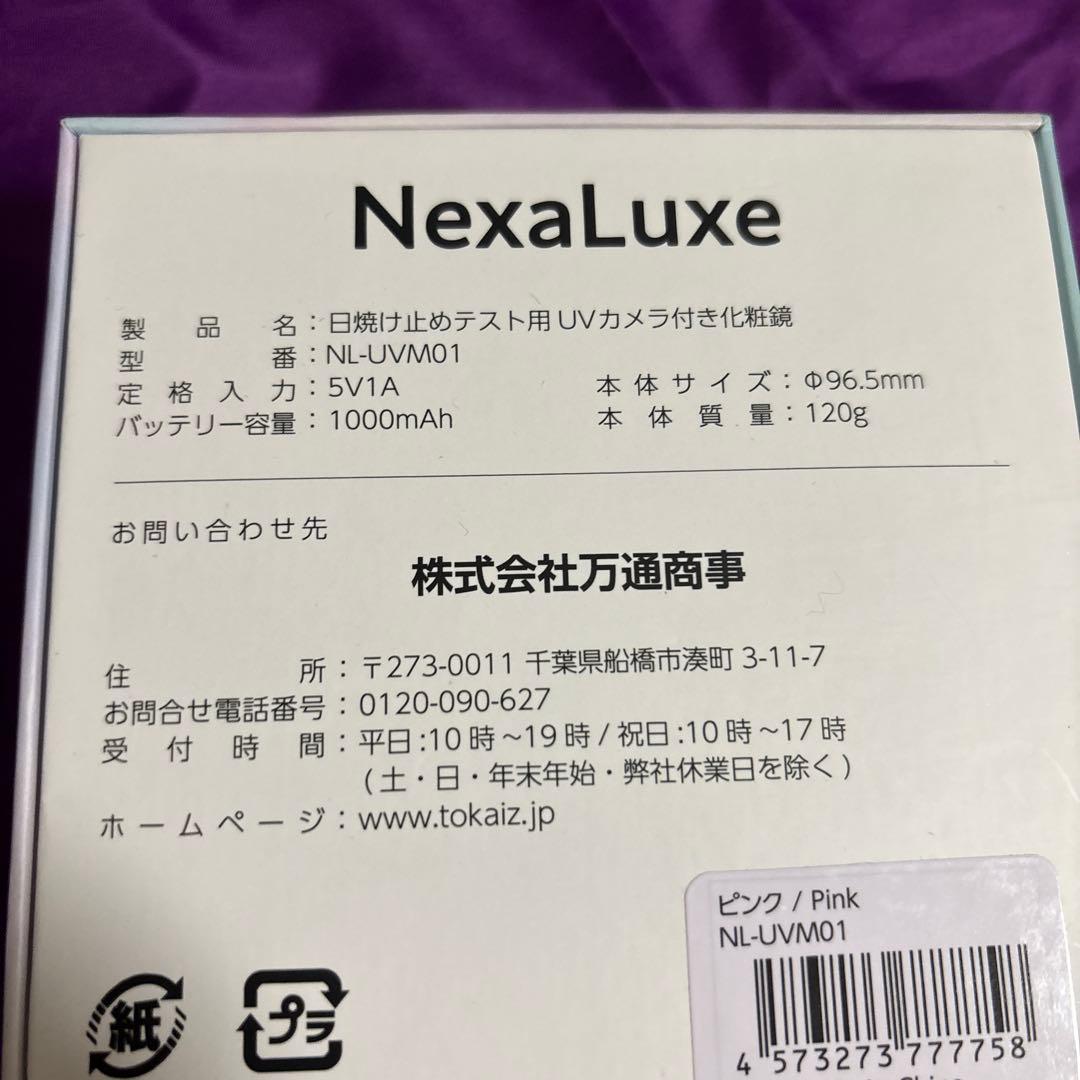 NexaLuxe
製品名：日焼け止めテスト用UVカメラ付き化粧鏡
型番：NL-UVM01
定格入力：5V1A 本体サイズ：Φ96.5mm
バッテリー容量：1000mAh 本体質量：120g
お問い合わせ先
株式会社万通商事
住所：〒273-0011 千葉県船橋市湊町 3-11-7
お問合せ電話番号：0120-090-627
受付時間：平日:10時～19時 / 祝日:10時～17時
(土・日・年末年始・弊社休業日を除く)
ホームページ：www.tokaiz.jp
ピンク / Pink
NL-UVM01
紙
プラ
4 573273 777758